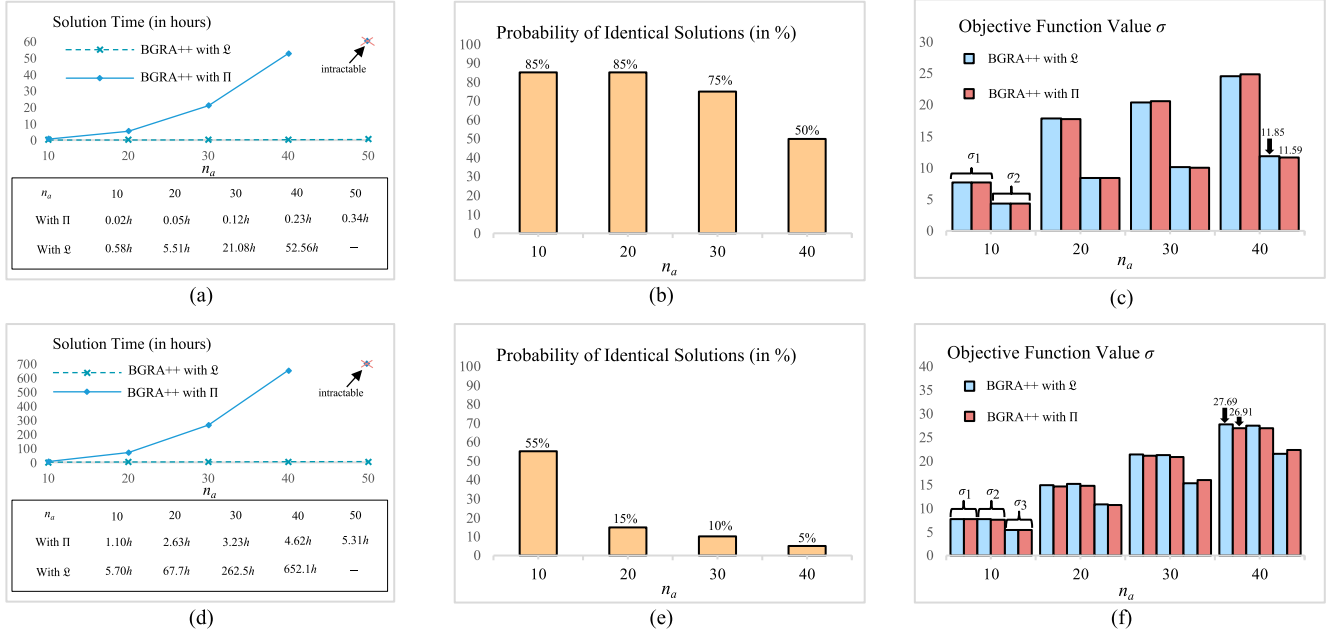 Solution Time (in hours)
60
50
40
30
20
10
0
BGRA++ with 𝔏
BGRA++ with Π
intractable
10 20 30 40 50
nₐ
nₐ 10 20 30 40 50
With Π 0.02h 0.05h 0.12h 0.23h 0.34h
With 𝔏 0.58h 5.51h 21.08h 52.56h –
(a)
Probability of Identical Solutions (in %)
100
90
80
70
60
50
40
30
20
10
0
85% 85% 75% 50%
10 20 30 40
nₐ
(b)
Objective Function Value σ
30
25
20
15
10
5
0
BGRA++ with 𝔏
BGRA++ with Π
σ1
σ2
11.85
11.59
10 20 30 40
nₐ
(c)
Solution Time (in hours)
700
600
500
400
300
200
100
0
BGRA++ with 𝔏
BGRA++ with Π
intractable
10 20 30 40 50
nₐ
nₐ 10 20 30 40 50
With Π 1.10h 2.63h 3.23h 4.62h 5.31h
With 𝔏 5.70h 67.7h 262.5h 652.1h –
(d)
Probability of Identical Solutions (in %)
100
90
80
70
60
50
40
30
20
10
0
55% 15% 10% 5%
10 20 30 40
nₐ
(e)
Objective Function Value σ
40
35
30
25
20
15
10
5
0
BGRA++ with 𝔏
BGRA++ with Π
σ1
σ2
σ3
27.69
26.91
10 20 30 40
nₐ
(f)